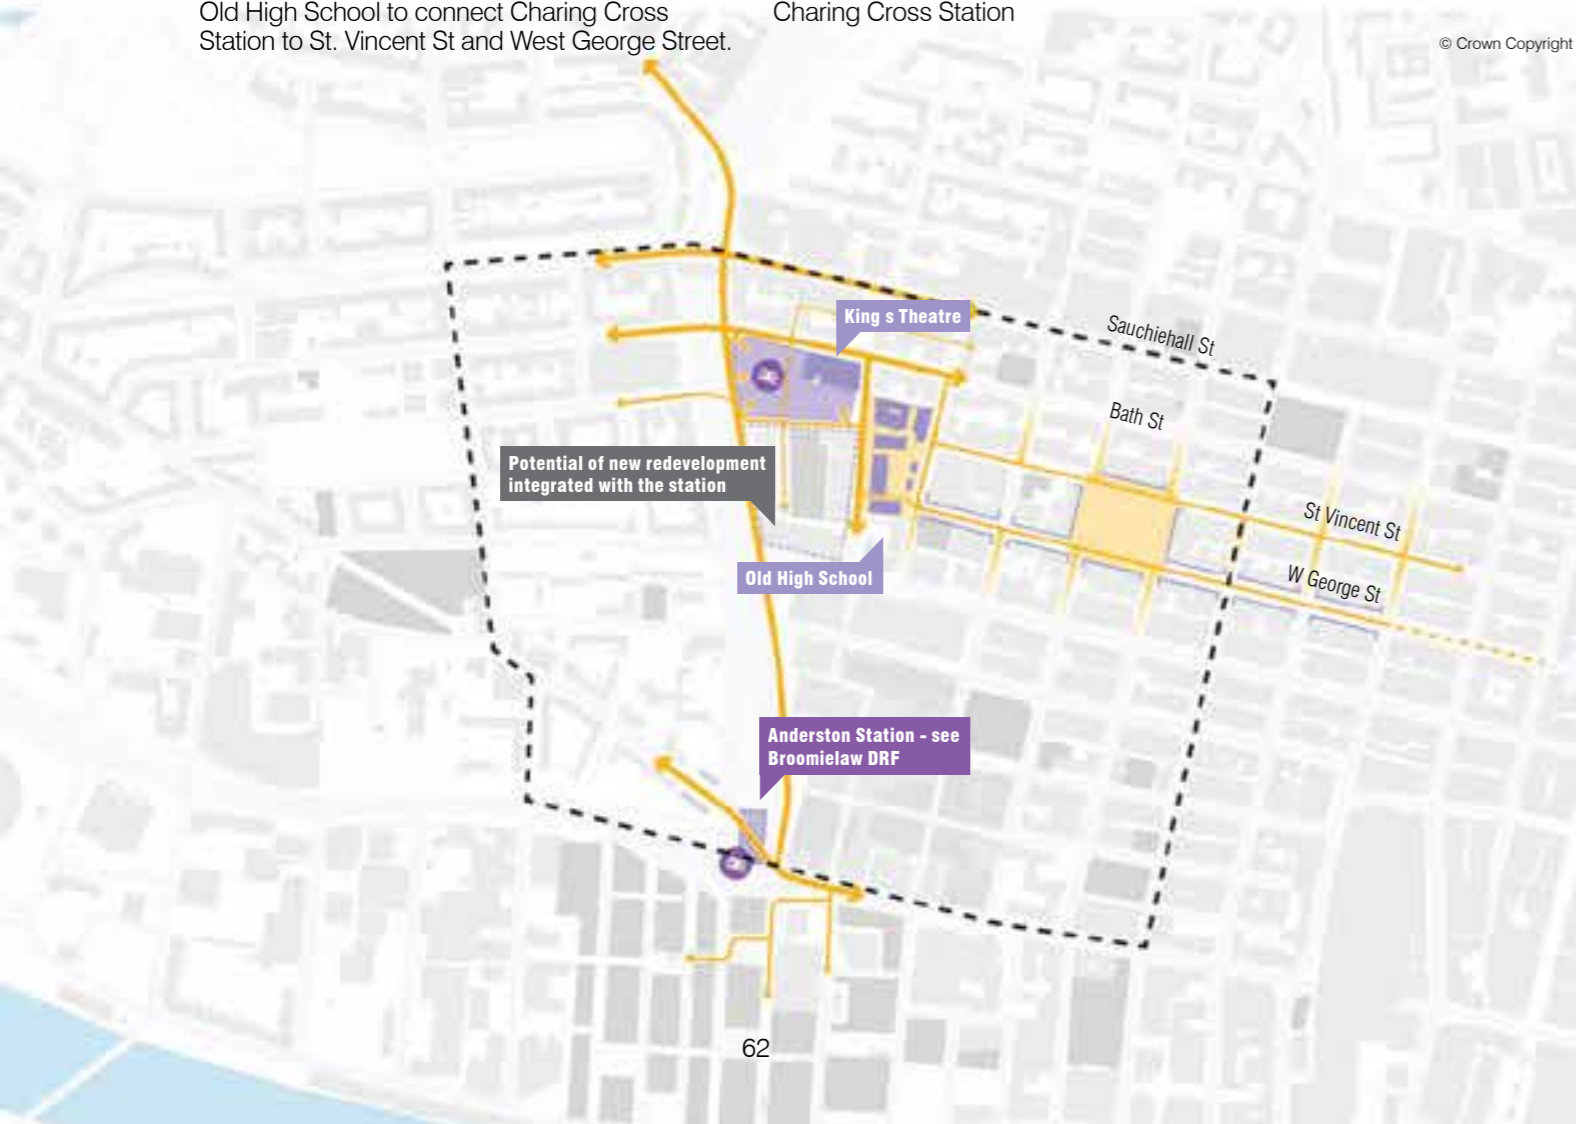 Old High School to connect Charing Cross
Station to St. Vincent St and West George Street.
Charing Cross Station
© Crown Copyright
King s Theatre
Sauchiehall St
Bath St
Potential of new redevelopment
integrated with the station
St Vincent St
Old High School
W George St
Anderston Station - see
Broomielaw DRF
62